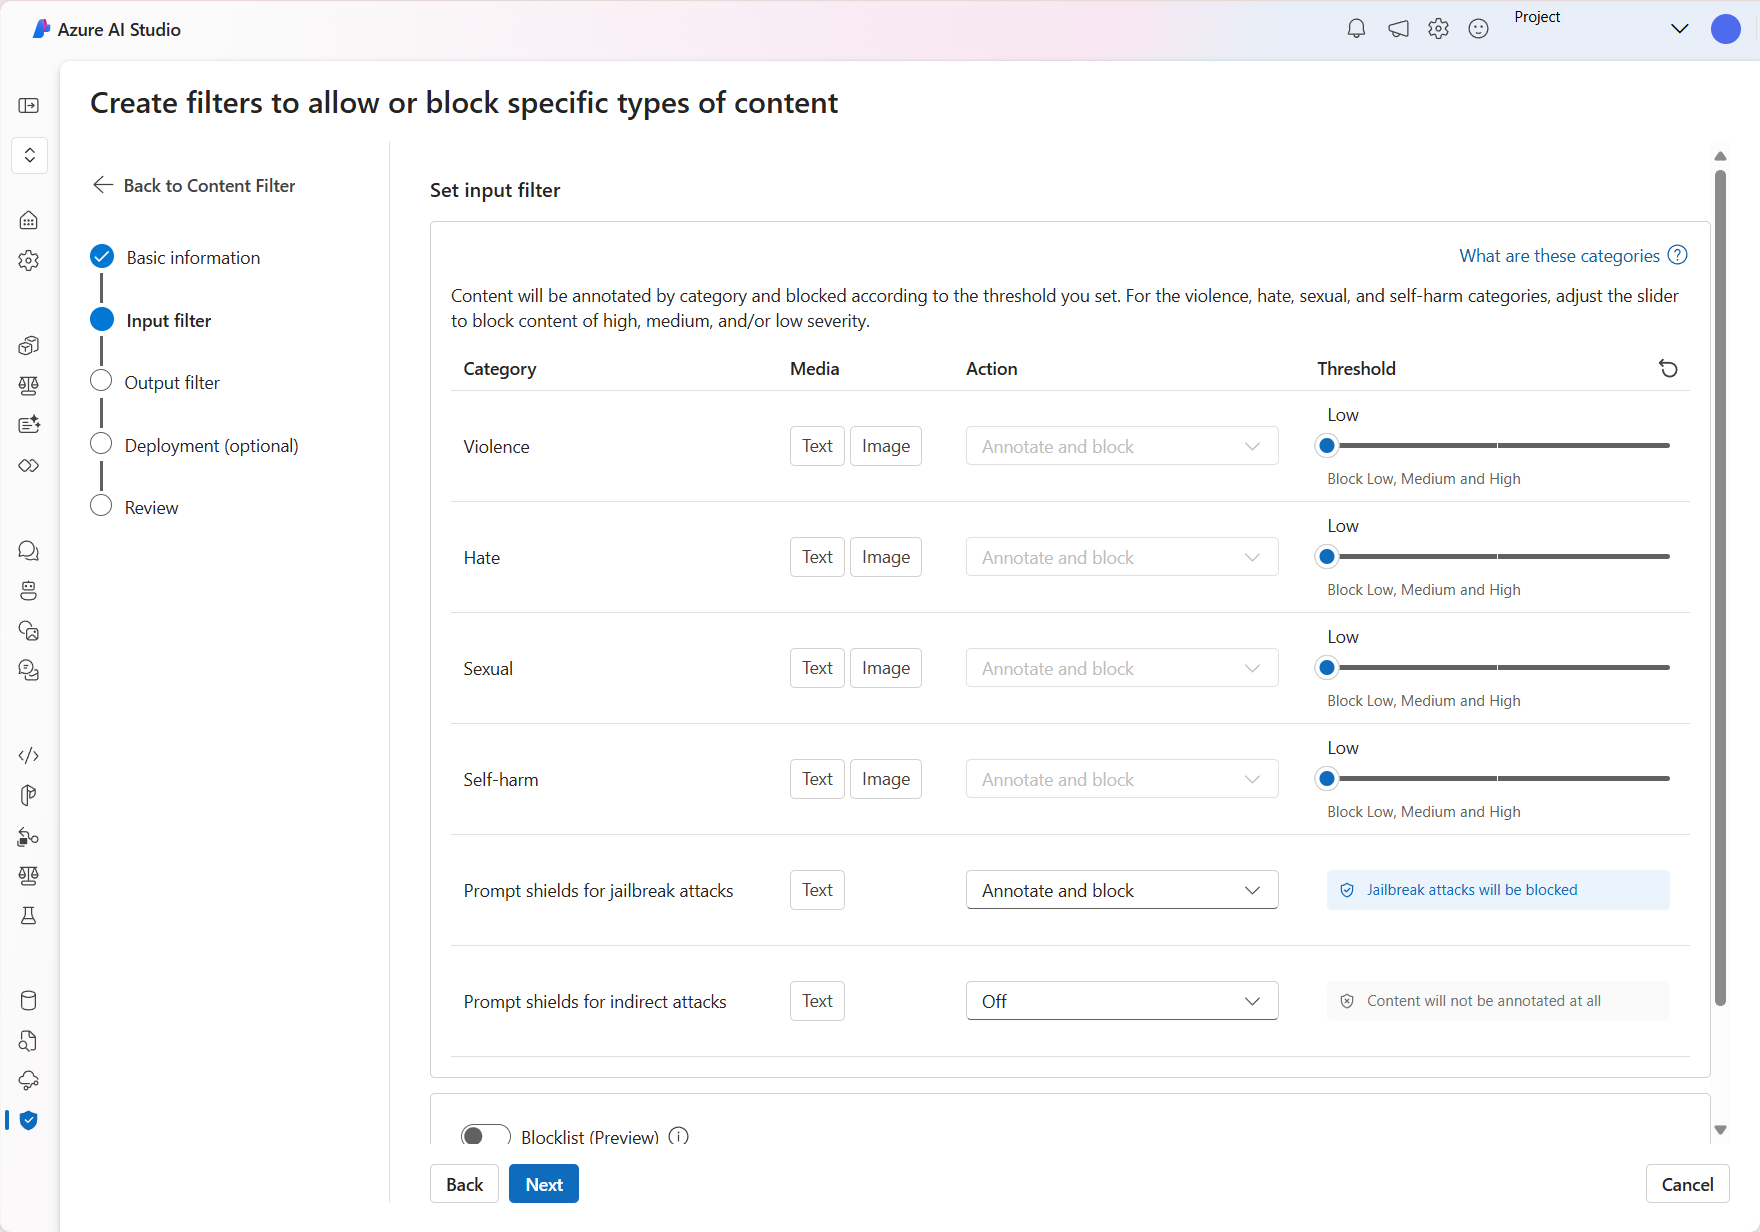 Azure AI Studio
Project
Create filters to allow or block specific types of content
Back to Content Filter
Basic information
Input filter
Output filter
Deployment (optional)
Review
Set input filter
What are these categories
Content will be annotated by category and blocked according to the threshold you set. For the violence, hate, sexual, and self-harm categories, adjust the slider
to block content of high, medium, and/or low severity.
Category Media Action Threshold
Low
Violence Text Image Annotate and block
Block Low, Medium and High
Low
Hate Text Image Annotate and block
Block Low, Medium and High
Low
Sexual Text Image Annotate and block
Block Low, Medium and High
Low
Self-harm Text Image Annotate and block
Block Low, Medium and High
Prompt shields for jailbreak attacks Text Annotate and block Jailbreak attacks will be blocked
Prompt shields for indirect attacks Text Off Content will not be annotated at all
Blocklist (Preview)
Back Next Cancel